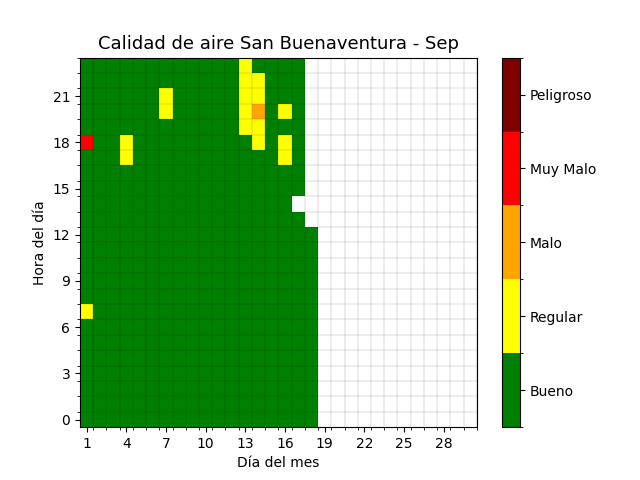 Calidad de aire San Buenaventura - Sep
Hora del día
21
18
15
12
9
6
3
0
1 4 7 10 13 16 19 22 25 28
Día del mes
Peligroso
Muy Malo
Malo
Regular
Bueno